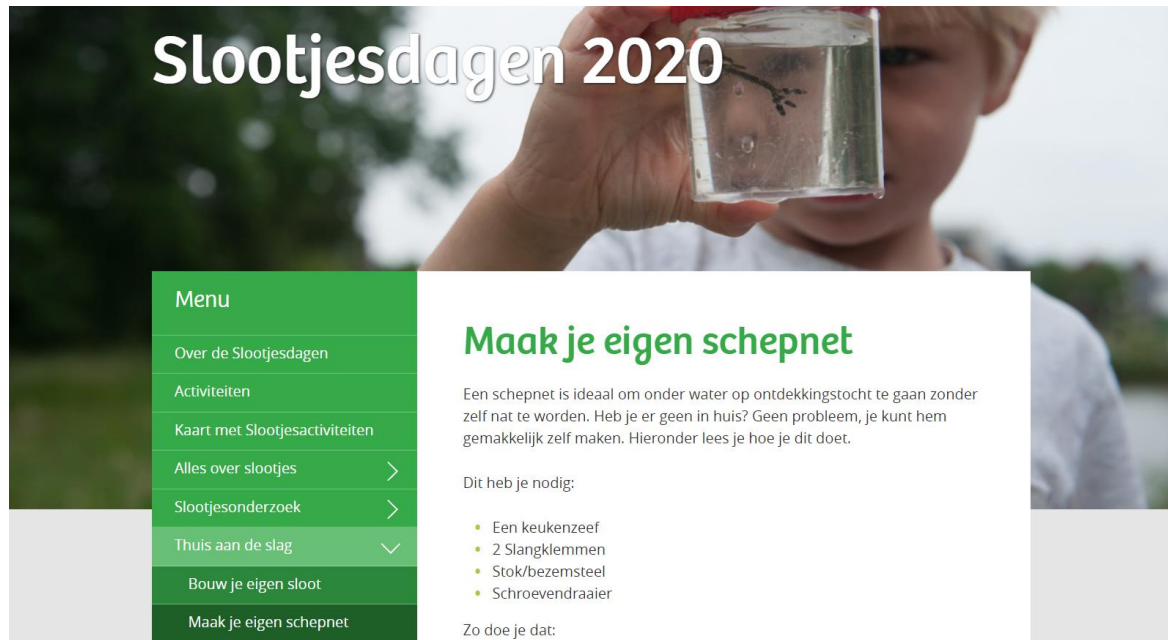 Slootjesdagen 2020
Menu
Over de Slootjesdagen
Activiteiten
Kaart met Slootjesactiviteiten
Alles over slootjes
Slootjesonderzoek
Thuis aan de slag
Bouw je eigen sloot
Maak je eigen schepnet
Maak je eigen schepnet
Een schepnet is ideaal om onder water op ontdekkingstocht te gaan zonder
zelf nat te worden. Heb je er geen in huis? Geen probleem, je kunt hem
gemakkelijk zelf maken. Hieronder lees je hoe je dit doet.
Dit heb je nodig:
• Een keukenzeef
• 2 Slangklemmen
• Stok/bezemsteel
• Schroevendraaier
Zo doe je dat: